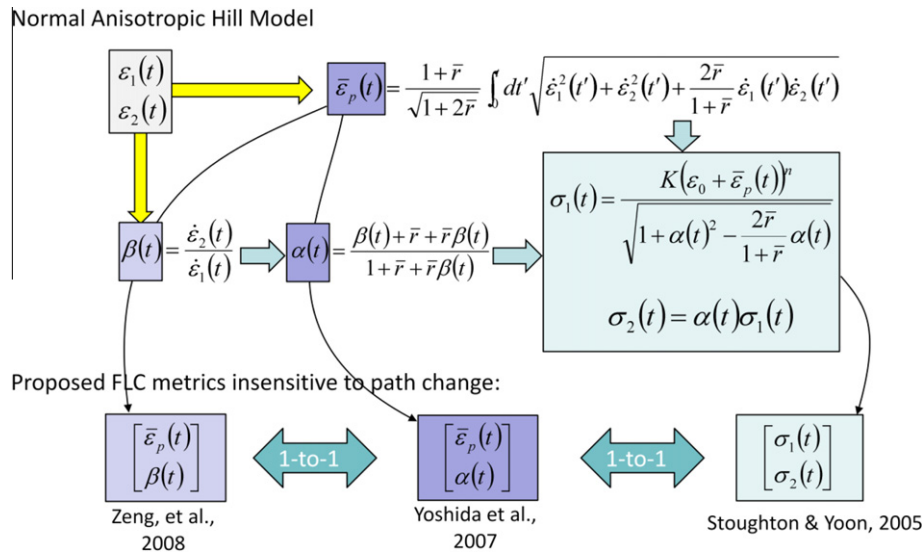 Normal Anisotropic Hill Model
ε₁(t)
ε₂(t)
ε̄ₚ(t) = (1 + r̄)/√(1 + 2r̄) ∫₀ᵗ dt′ √(ε̇₁²(t′) + ε̇₂²(t′) + (2r̄)/(1 + r̄) ε̇₁(t′)ε̇₂(t′))
σ₁(t) = K(ε₀ + ε̄ₚ(t))ⁿ / √(1 + α(t)² − (2r̄)/(1 + r̄) α(t))
β(t) = ε̇₂(t)/ε̇₁(t)
α(t) = (β(t) + r̄ + r̄β(t))/(1 + r̄ + r̄β(t))
σ₂(t) = α(t)σ₁(t)
Proposed FLC metrics insensitive to path change:
[ε̄ₚ(t)
β(t)]
1-to-1
[ε̄ₚ(t)
α(t)]
1-to-1
[σ₁(t)
σ₂(t)]
Zeng, et al.,
2008
Yoshida et al.,
2007
Stoughton & Yoon, 2005